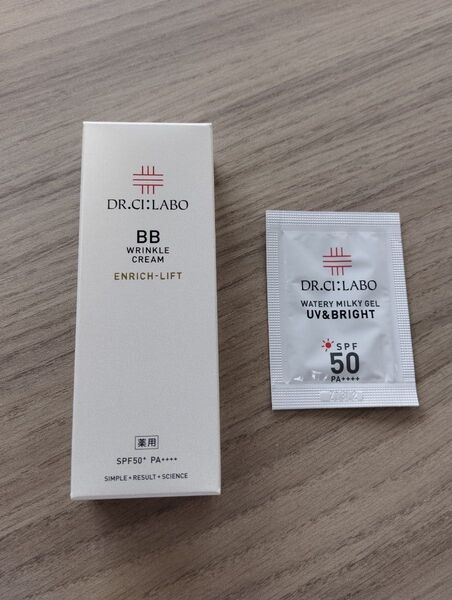 DR.CI:LABO
BB
WRINKLE
CREAM
ENRICH-LIFT
薬用
SPF50+ PA++++
SIMPLE+RESULT+SCIENCE
DR.CI:LABO
WATERY MILKY GEL
UV&BRIGHT
SPF
50
PA++++